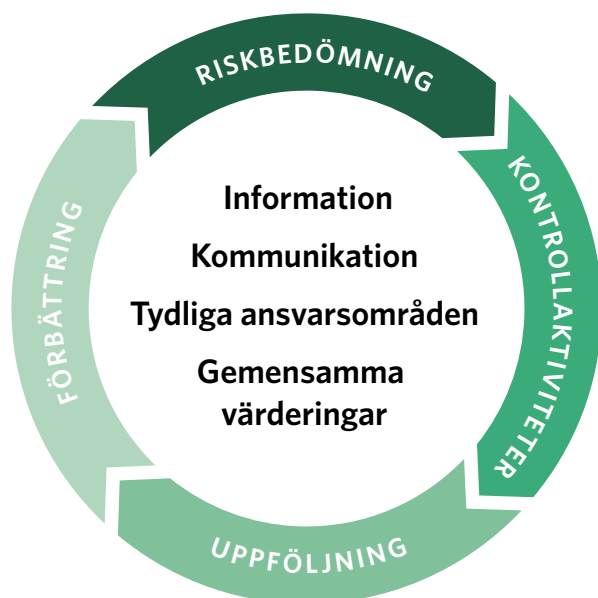 RISKBEDÖMNING
KONTROLLAKTIVITETER
UPPFÖLJNING
FÖRBÄTTRING
Information
Kommunikation
Tydliga ansvarsområden
Gemensamma
värderingar